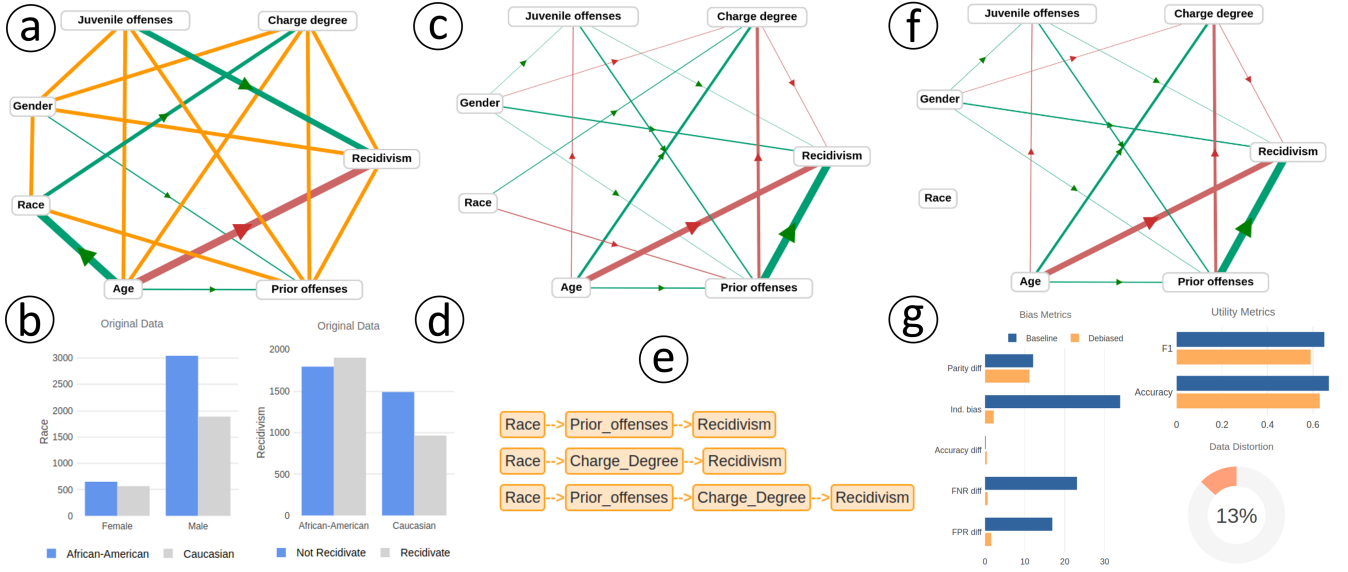 a
Juvenile offenses
Charge degree
Gender
Recidivism
Race
Age
Prior offenses
c
Juvenile offenses
Charge degree
Gender
Recidivism
Race
Age
Prior offenses
f
Juvenile offenses
Charge degree
Gender
Recidivism
Race
Age
Prior offenses
b
Original Data
Race
3000
2500
2000
1500
1000
500
0
Female
Male
African-American
Caucasian
d
Original Data
Recidivism
2000
1500
1000
500
0
African-American
Caucasian
Not Recidivate
Recidivate
e
Race --> Prior_offenses --> Recidivism
Race --> Charge_Degree --> Recidivism
Race --> Prior_offenses --> Charge_Degree --> Recidivism
g
Bias Metrics
Baseline
Debiased
Parity diff
Ind. bias
Accuracy diff
FNR diff
FPR diff
0
10
20
30
Utility Metrics
F1
Accuracy
0
0.2
0.4
0.6
Data Distortion
13%